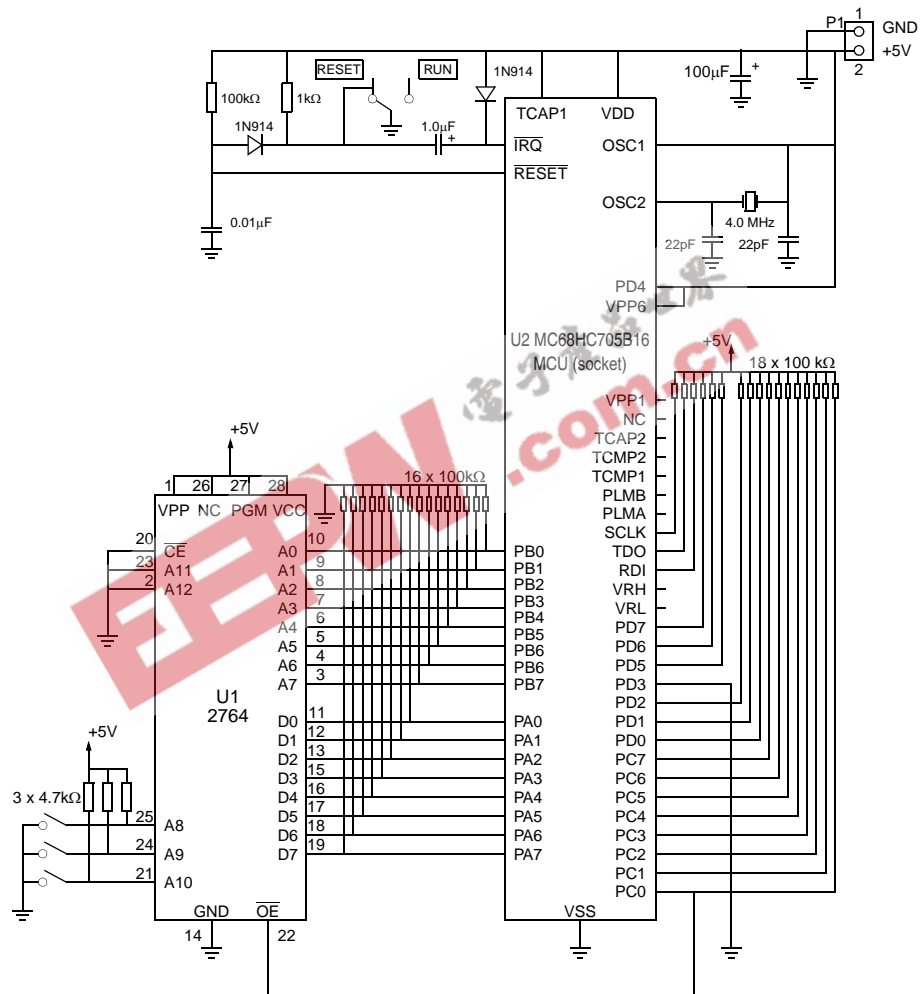 P1
1
GND
+5V
2
RESET
RUN
1N914
100µF
+
100kΩ
1kΩ
1N914
1.0µF
+
0.01µF
TCAP1
VDD
IRQ
OSC1
RESET
OSC2
4.0 MHz
22pF
22pF
PD4
VPP6
U2 MC68HC705B16
MCU (socket)
電子產品世界
EEPW.com.cn
+5V
18 x 100 kΩ
VPP1
NC
TCAP2
TCMP2
TCMP1
PLMB
PLMA
SCLK
TDO
RDI
VRH
VRL
PD7
PD6
PD5
PD3
PD2
PD1
PD0
PC7
PC6
PC5
PC4
PC3
PC2
PC1
PC0
PB0
PB1
PB2
PB3
PB4
PB5
PB6
PB6
PB7
PA0
PA1
PA2
PA3
PA4
PA5
PA6
PA7
VSS
16 x 100kΩ
+5V
1 26 27 28
VPP NC PGM VCC
20 CE
23 A11
2 A12
A0 10
A1 9
A2 8
A3 7
A4 6
A5 5
A6 4
A7 3
U1
2764
D0 11
D1 12
D2 13
D3 15
D4 16
D5 17
D6 18
D7 19
+5V
3 x 4.7kΩ
25 A8
24 A9
21 A10
GND OE
14 22